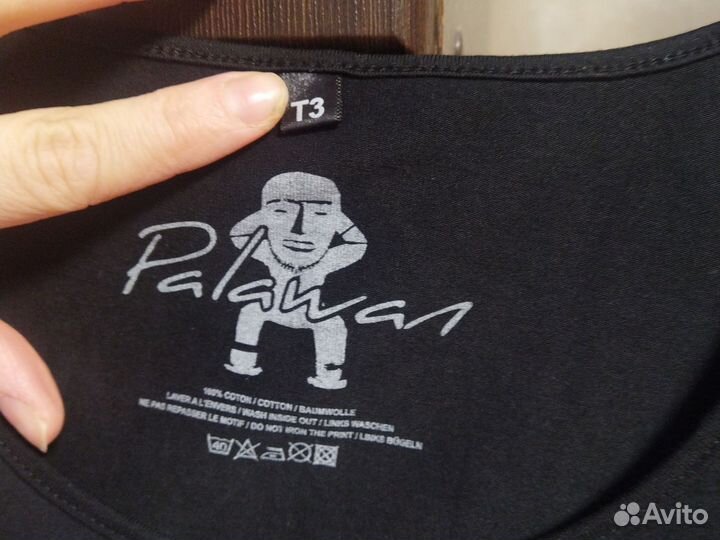 T3
Palawan
100% COTON / COTTON / BAUMWOLLE
LAVER A L'ENVERS / WASH INSIDE OUT / LINKS WASCHEN
NE PAS REPASSER LE MOTIF / DO NOT IRON THE PRINT / LINKS BÜGELN
40
Avito